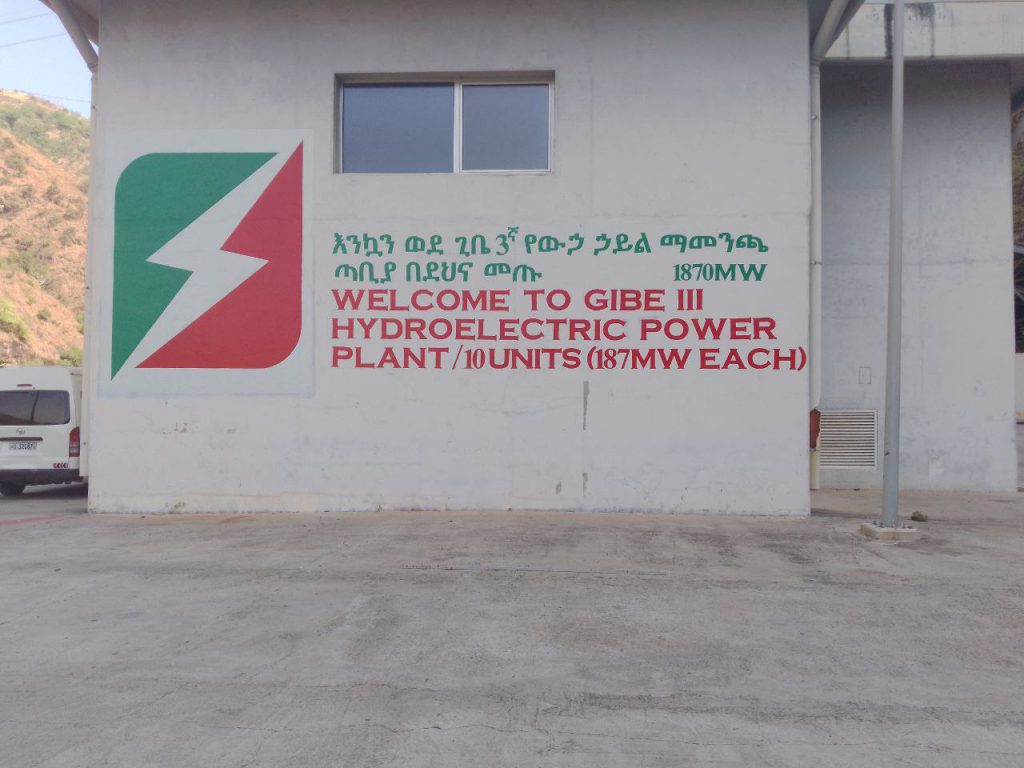 እንኳን ወደ ጊቤ 3ኛ የውኃ ኃይል ማመንጫ
ጣቢያ በደህና መጡ 1870MW
WELCOME TO GIBE III
HYDROELECTRIC POWER
PLANT/10 UNITS (187MW EACH)